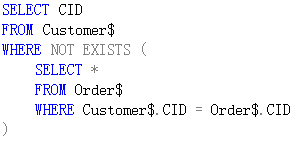 SELECT CID
FROM Customer$
WHERE NOT EXISTS (
    SELECT *
    FROM Order$
    WHERE Customer$.CID = Order$.CID
)